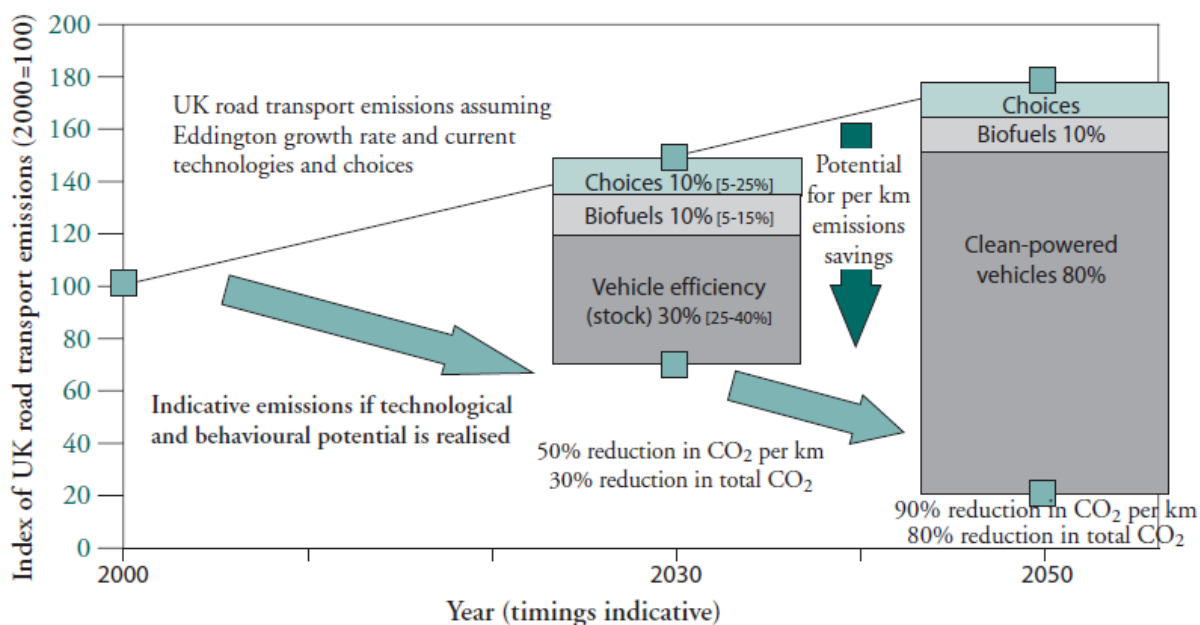 Index of UK road transport emissions (2000=100)
200
180
160
140
120
100
80
60
40
20
0
UK road transport emissions assuming
Eddington growth rate and current
technologies and choices
Choices 10% [5-25%]
Biofuels 10% [5-15%]
Vehicle efficiency
(stock) 30% [25-40%]
Potential
for per km
emissions
savings
Choices
Biofuels 10%
Clean-powered
vehicles 80%
Indicative emissions if technological
and behavioural potential is realised
50% reduction in CO₂ per km
30% reduction in total CO₂
90% reduction in CO₂ per km
80% reduction in total CO₂
2000
2030
2050
Year (timings indicative)